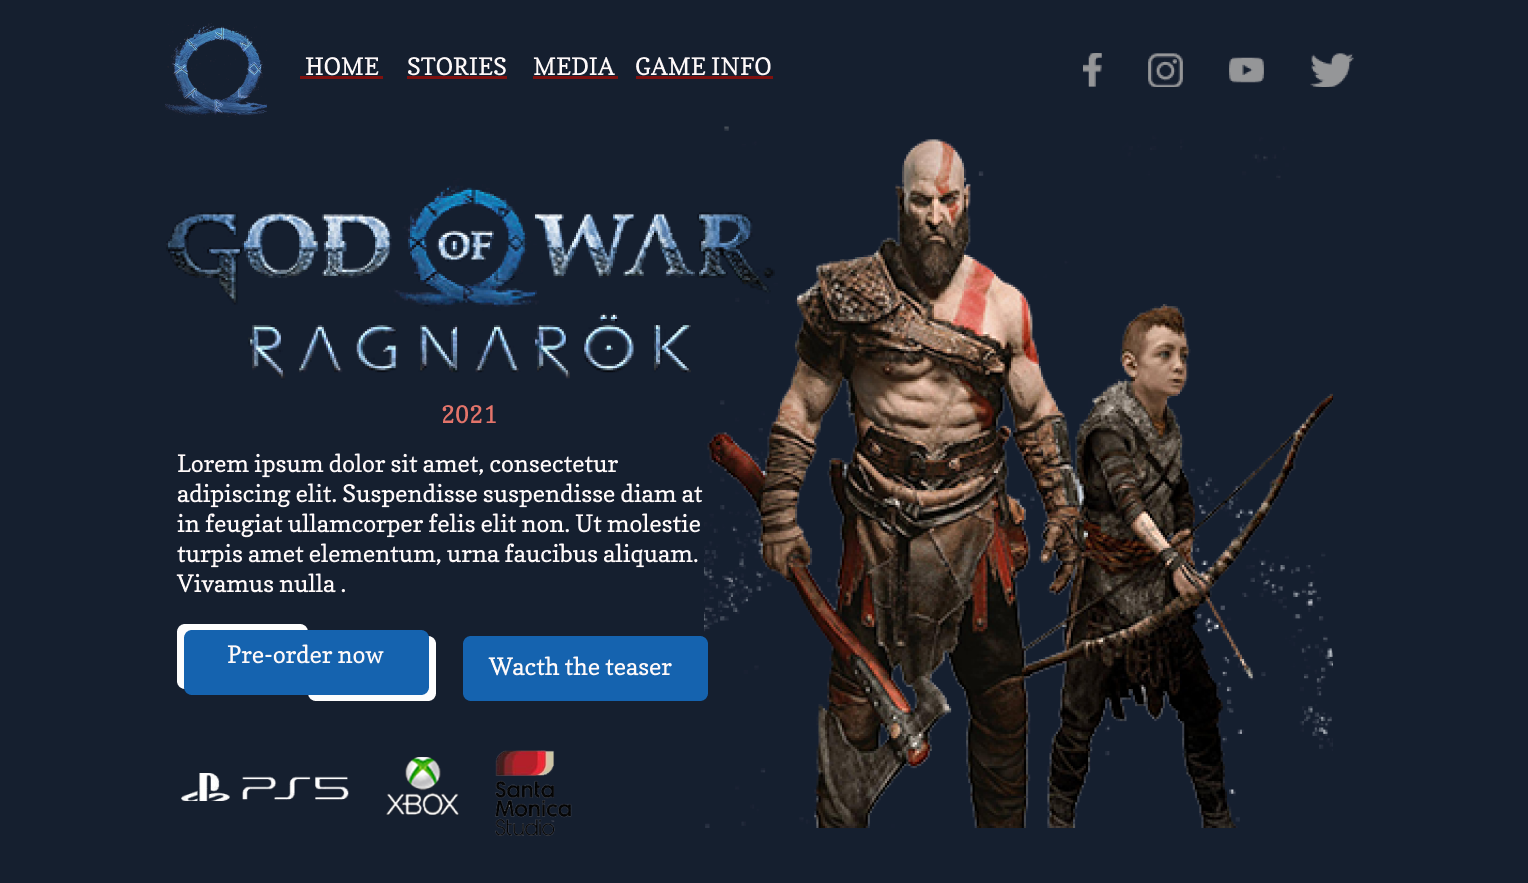 HOME STORIES MEDIA GAME INFO
GOD OF WAR
RAGNARÖK
2021
Lorem ipsum dolor sit amet, consectetur
adipiscing elit. Suspendisse suspendisse diam at
in feugiat ullamcorper felis elit non. Ut molestie
turpis amet elementum, urna faucibus aliquam.
Vivamus nulla .
Pre-order now
Wacth the teaser
PS5
XBOX
Santa
Monica
Studio